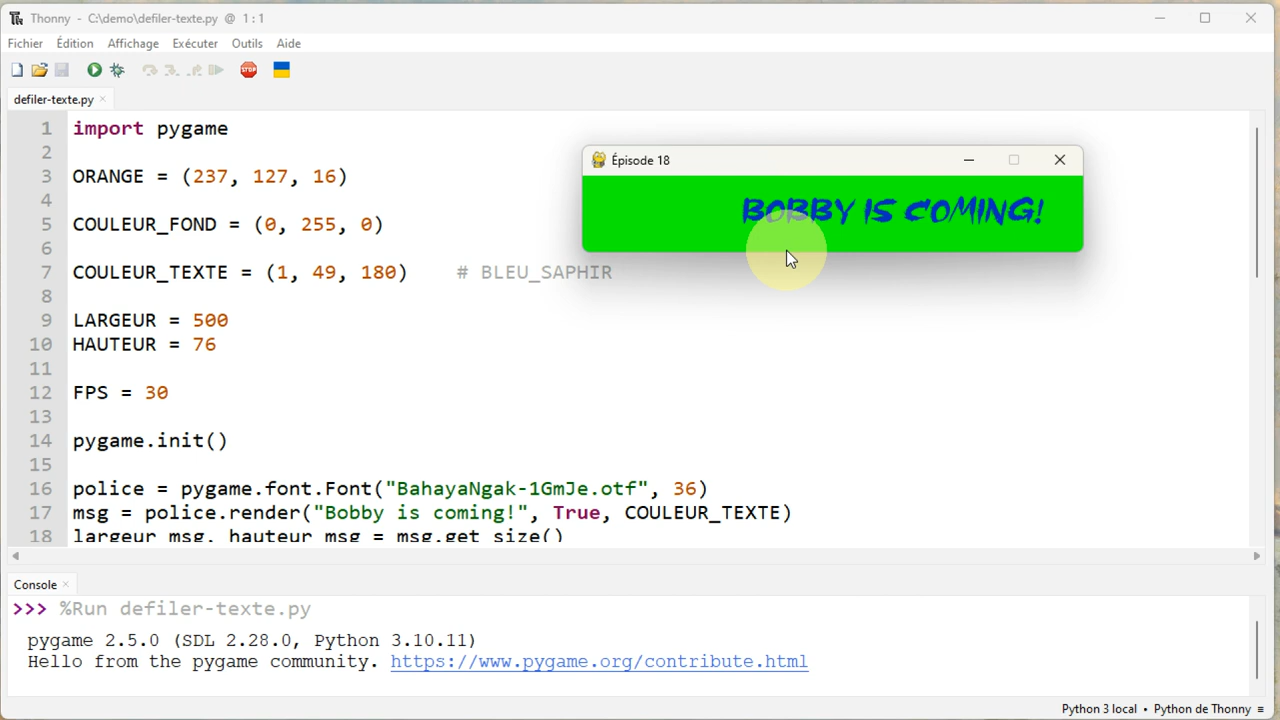 Thonny - C:\demo\defiler-texte.py @ 1:1
Fichier Édition Affichage Exécuter Outils Aide
STOP
defiler-texte.py ×
1 import pygame
2
3 ORANGE = (237, 127, 16)
4
5 COULEUR_FOND = (0, 255, 0)
6
7 COULEUR_TEXTE = (1, 49, 180) # BLEU_SAPHIR
8
9 LARGEUR = 500
10 HAUTEUR = 76
11
12 FPS = 30
13
14 pygame.init()
15
16 police = pygame.font.Font("BahayaNgak-1GmJe.otf", 36)
17 msg = police.render("Bobby is coming!", True, COULEUR_TEXTE)
18 largeur_msg, hauteur_msg = msg.get_size()
Épisode 18
BOBBY IS COMING!
Console ×
>>> %Run defiler-texte.py
pygame 2.5.0 (SDL 2.28.0, Python 3.10.11)
Hello from the pygame community. https://www.pygame.org/contribute.html
Python 3 local • Python de Thonny ≡